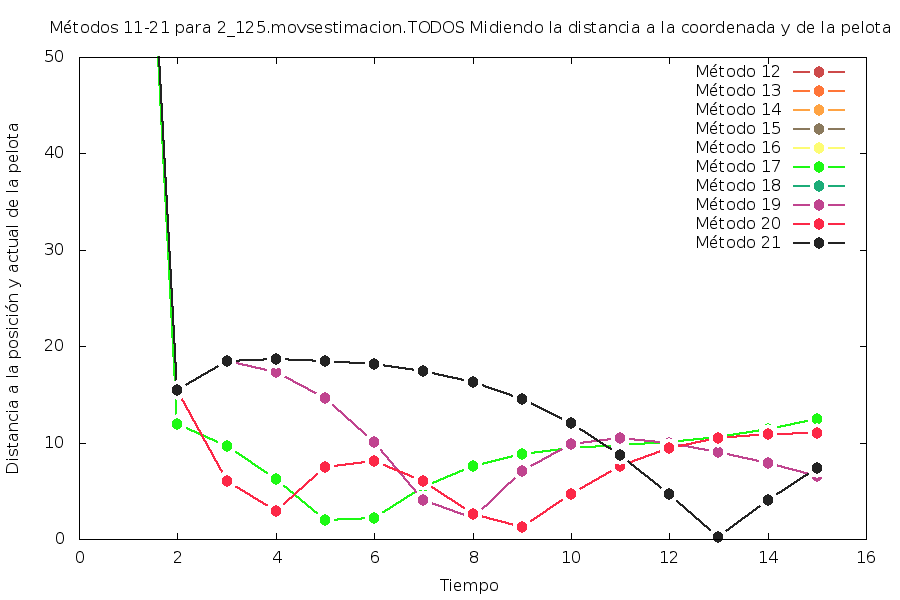 Métodos 11-21 para 2_125.movsestimacion.TODOS Midiendo la distancia a la coordenada y de la pelota
Distancia a la posición y actual de la pelota
50
40
30
20
10
0
Método 12
Método 13
Método 14
Método 15
Método 16
Método 17
Método 18
Método 19
Método 20
Método 21
0 2 4 6 8 10 12 14 16
Tiempo